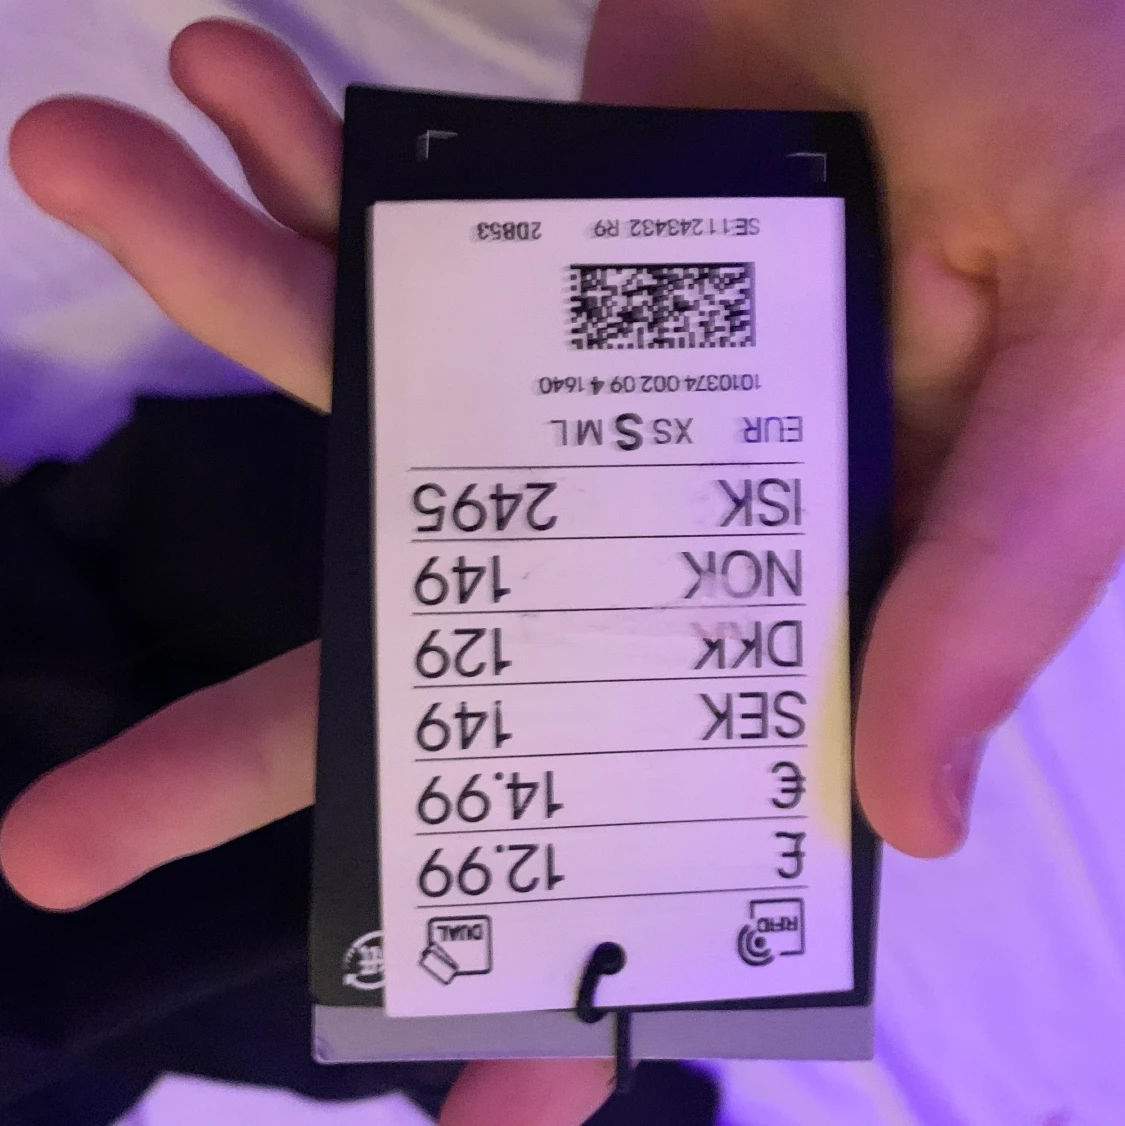 RFID DUAL
£ 12.99
€ 14.99
SEK 149
DKK 129
NOK 149
ISK 2495
EUR XS S M L
1010374 002 09 4 1640
SE11243432 R9 2DB53